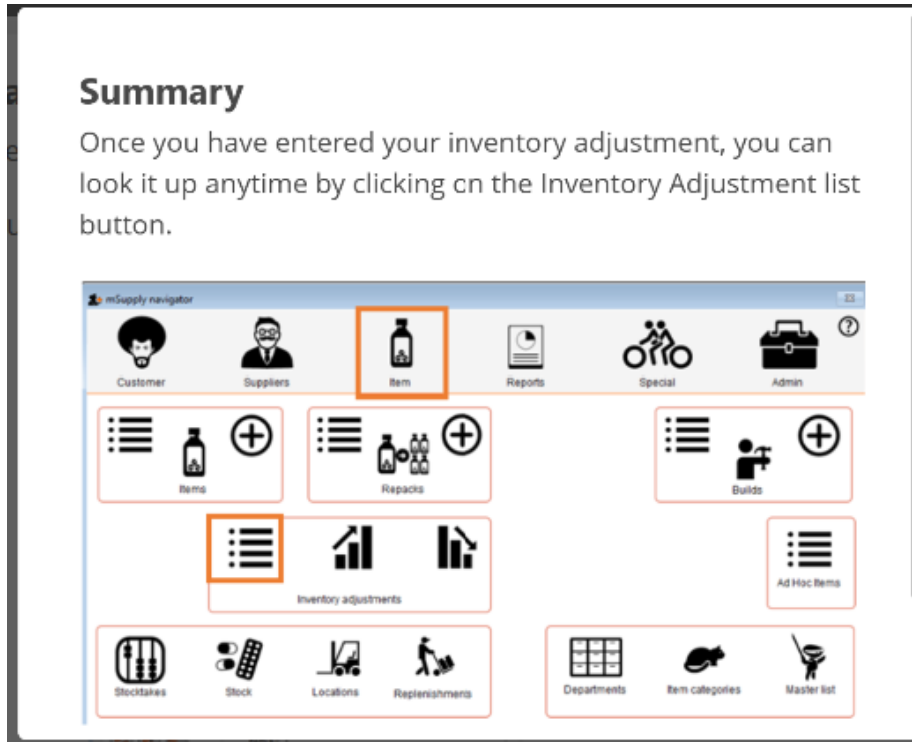 Summary
Once you have entered your inventory adjustment, you can
look it up anytime by clicking on the Inventory Adjustment list
button.
mSupply navigator
Customer
Suppliers
Item
Reports
Special
Admin
?
Items
Repacks
Builds
Inventory adjustments
Ad Hoc Items
Stocktakes
Stock
Locations
Replenishments
Departments
Item categories
Master list